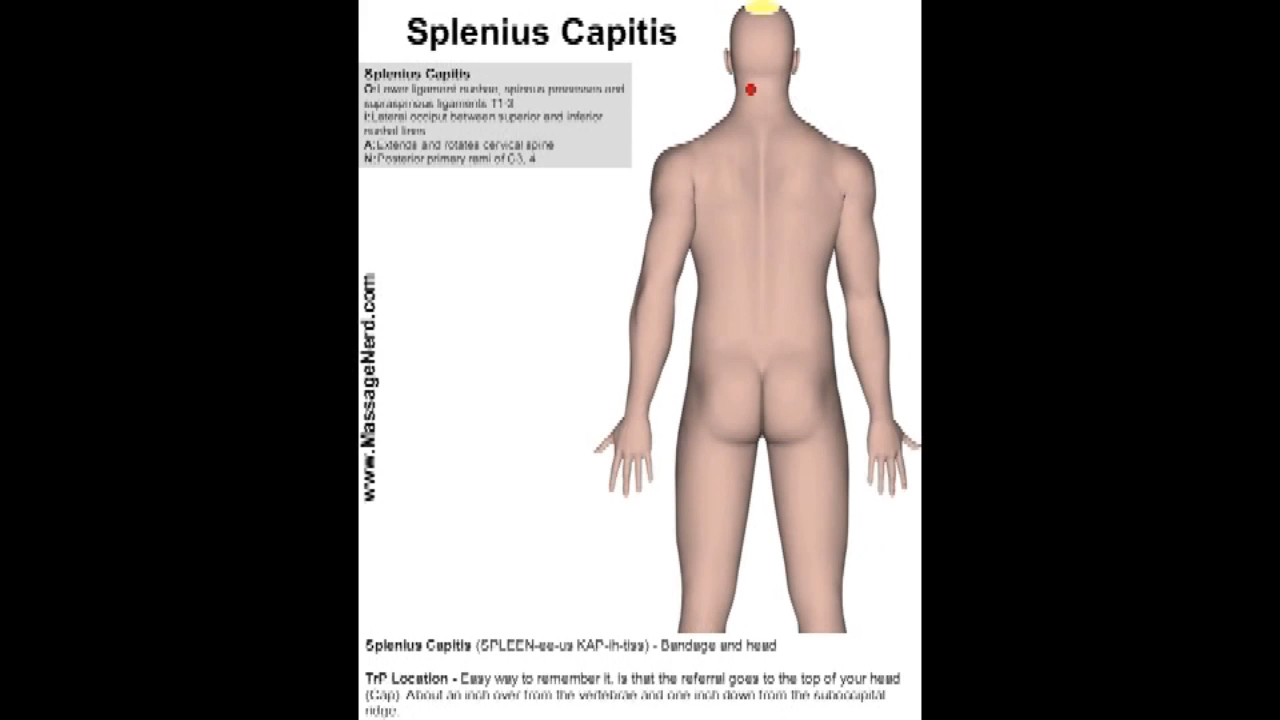 Splenius Capitis
Splenius Capitis
O: Lower ligament nuchae, spinous processes and
supraspinous ligaments T1-3
I: Lateral occiput between superior and inferior
nuchal lines
A: Extends and rotates cervical spine
N: Posterior primary rami of C3, 4
www.MassageNerd.com
Splenius Capitis (SPLEEN-ee-us KAP-ih-tiss) - Bandage and head
TrP Location - Easy way to remember it, is that the referral goes to the top of your head
(Cap). About an inch over from the vertebrae and one inch down from the suboccipital
ridge.